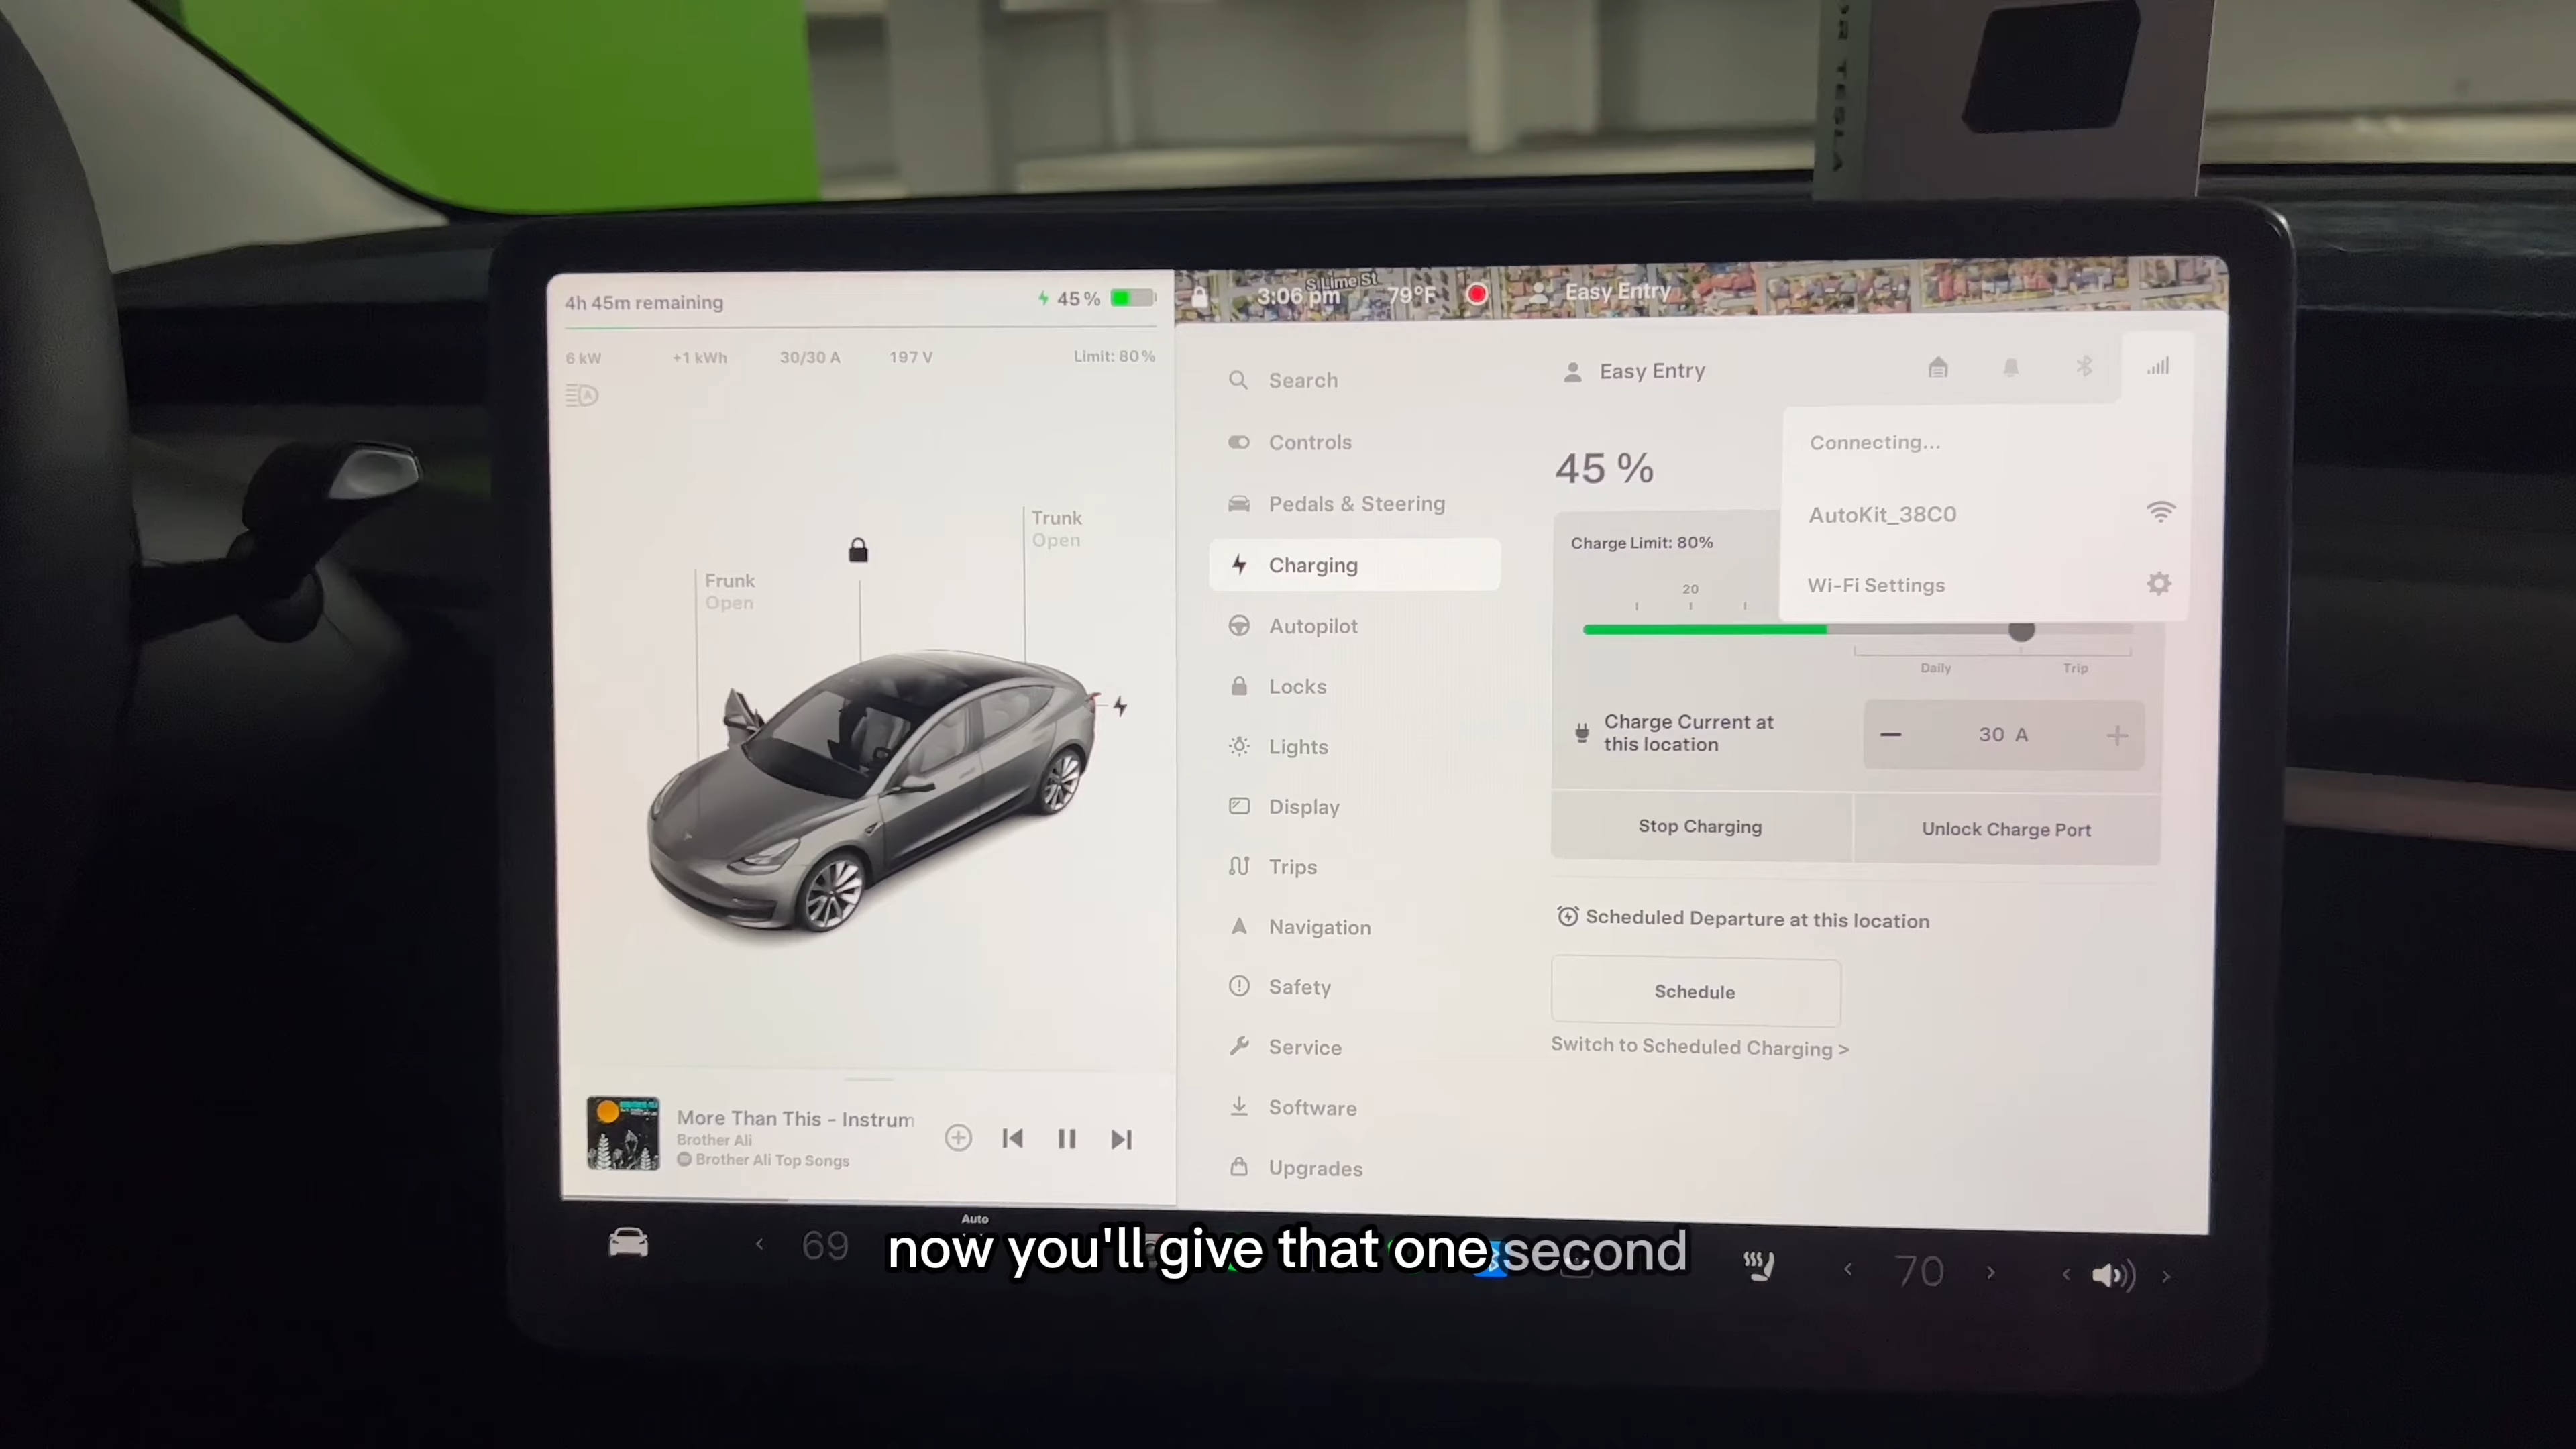 OR TESLA
4h 45m remaining
45%
6 kW +1 kWh 30/30 A 197 V Limit: 80%
Trunk
Open
Frunk
Open
More Than This - Instrum
Brother Ali
Brother Ali Top Songs
S Lime St
3:06 pm 79°F Easy Entry
Search
Controls
Pedals & Steering
Charging
Autopilot
Locks
Lights
Display
Trips
Navigation
Safety
Service
Software
Upgrades
Easy Entry
45 %
Connecting...
AutoKit_38C0
Wi-Fi Settings
Charge Limit: 80%
20
Daily Trip
Charge Current at
this location
30 A
Stop Charging Unlock Charge Port
Scheduled Departure at this location
Schedule
Switch to Scheduled Charging >
Auto
69
70
now you'll give that one second